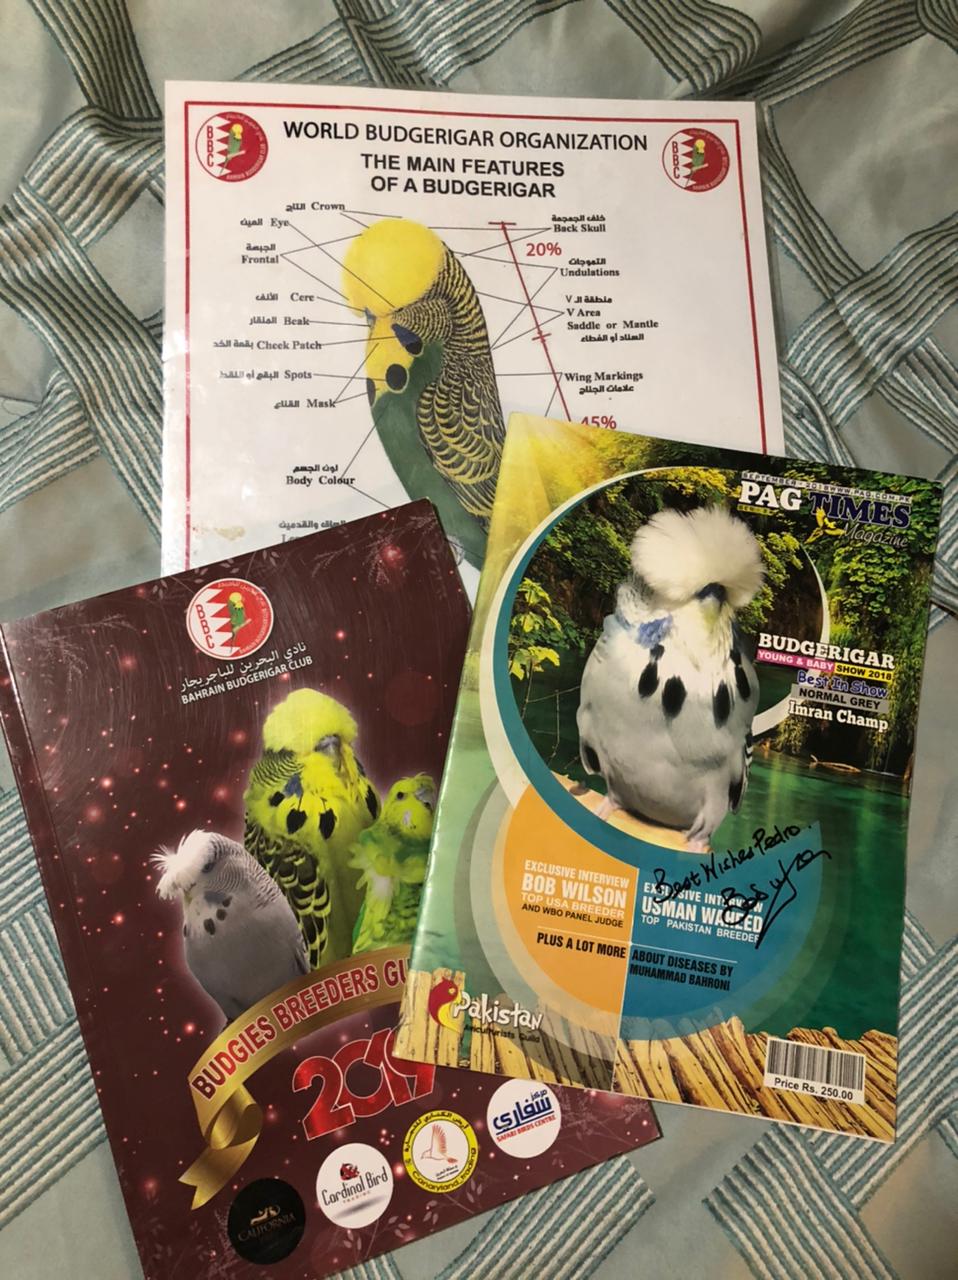 WORLD BUDGERIGAR ORGANIZATION
THE MAIN FEATURES
OF A BUDGERIGAR
BBC
BBC
التاج Crown
العين Eye
الجبهة
Frontal
الأنف Cere
المنقار Beak
بقعة الخد Cheek Patch
البقع أو النقط Spots
القناع Mask
لون الجسم
Body Colour
الساق والقدمين
خلف الجمجمة
Back Skull
20%
التموجات
Undulations
منطقة الـ V
V Area
Saddle or Mantle
السناد أو الغطاء
Wing Markings
علامات الجناح
45%
BBC
نادي البحرين للباجريجار
BAHRAIN BUDGERIGAR CLUB
BUDGIES BREEDERS GU
2019
CALIFORNIA
Cardinal Bird
TRADING
Canaryland trading
مركز
سفاري
SAFARI BIRDS CENTRE
SEPTEMBER - 2018 WWW.PAG.COM.PK
PAG TIMES
Magazine
BUDGERIGAR
YOUNG & BABY SHOW 2018
Best In Show
NORMAL GREY
Imran Champ
Best Wishes Pedro
EXCLUSIVE INTERVIEW
BOB WILSON
TOP USA BREEDER
AND WBO PANEL JUDGE
EXCLUSIVE INTERVIEW
USMAN WAHEED
TOP PAKISTAN BREEDER
PLUS A LOT MORE
ABOUT DISEASES BY
MUHAMMAD BAHRONI
Pakistan
Aviculturists Guild
Price Rs. 250.00